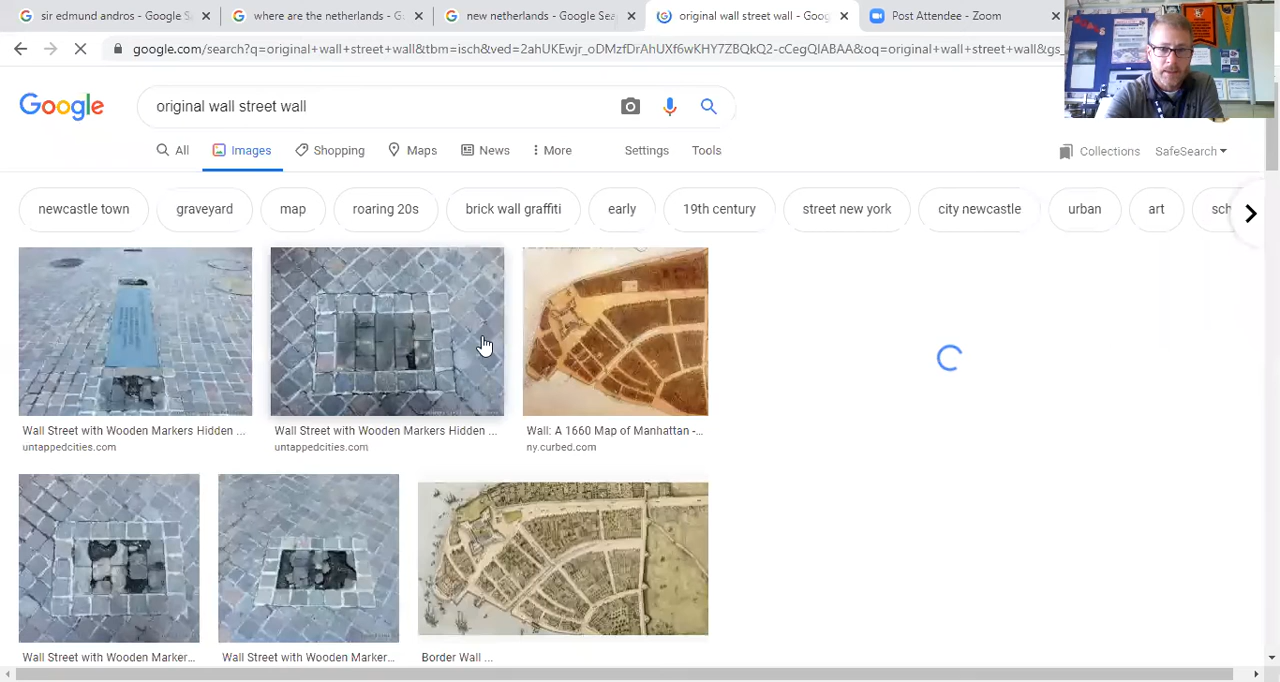 sir edmund andros - Google S
where are the netherlands - G
new netherlands - Google Sea
original wall street wall - Goog
Post Attendee - Zoom
google.com/search?q=original+wall+street+wall&tbm=isch&ved=2ahUKEwjr_oDMzfDrAhUXf6wKHY7ZBQkQ2-cCegQIABAA&oq=original+wall+street+wall&gs_
Google
original wall street wall
All
Images
Shopping
Maps
News
More
Settings
Tools
Collections
SafeSearch
newcastle town
graveyard
map
roaring 20s
brick wall graffiti
early
19th century
street new york
city newcastle
urban
art
sch
Wall Street with Wooden Markers Hidden ...
untappedcities.com
Wall Street with Wooden Markers Hidden ...
untappedcities.com
Wall: A 1660 Map of Manhattan -...
ny.curbed.com
Wall Street with Wooden Marker...
Wall Street with Wooden Marker...
Border Wall ...